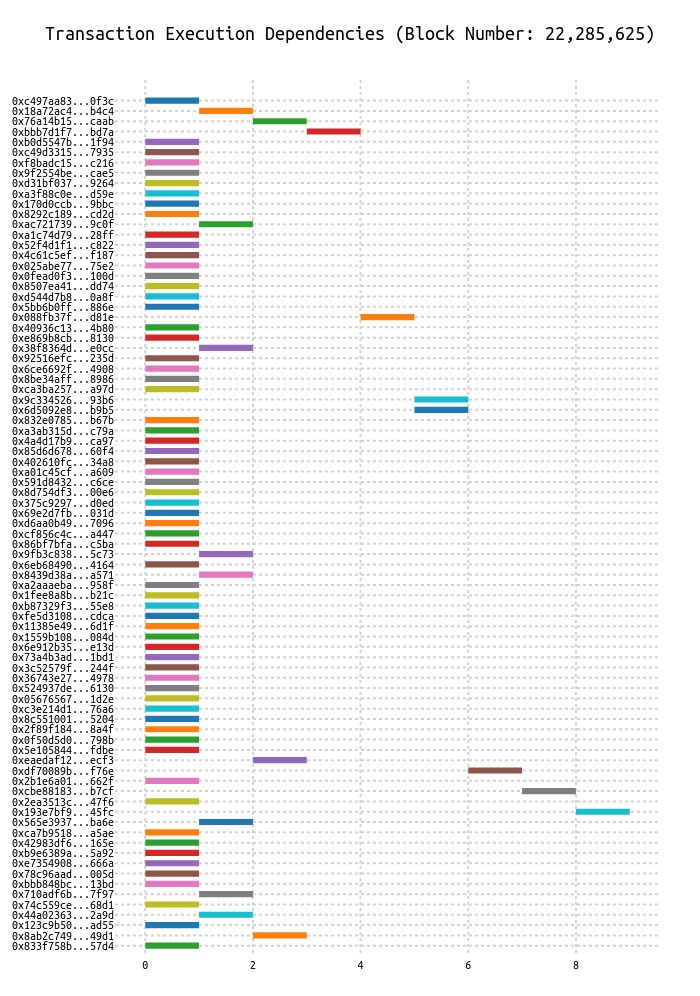 Transaction Execution Dependencies (Block Number: 22,285,625)
0xc497aa83...0f3c
0x18a72ac4...b4c4
0x76a14b15...caab
0xbbb7d1f7...bd7a
0xb0d5547b...1f94
0xc49d3315...7935
0xf8badc15...c216
0x9f2554be...cae5
0xd31bf037...9264
0xa3f88c0e...d59e
0x170d0ccb...9bbc
0x8292c189...cd2d
0xac721739...9c0f
0xa1c74d79...28ff
0x52f4d1f1...c822
0x4c61c5ef...f187
0x025abe77...75e2
0x0fead0f3...100d
0x8507ea41...dd74
0xd544d7b8...0a8f
0x5bb6b0ff...886e
0x088fb37f...d81e
0x40936c13...4b80
0xe869b8cb...8130
0x38f8364d...e0cc
0x92516efc...235d
0x6ce6692f...4908
0x8be34aff...8986
0xca3ba257...a97d
0x9c334526...93b6
0x6d5092e8...b9b5
0x832e0785...b67b
0xa3ab315d...c79a
0x4a4d17b9...ca97
0x85d6d678...60f4
0x402610fc...34a8
0xa01c45cf...a609
0x591d8432...c6ce
0x8d754df3...00e6
0x375c9297...d0ed
0x69e2d7fb...031d
0xd6aa0b49...7096
0xcf856c4c...a447
0x86bf7bfa...c5ba
0x9fb3c838...5c73
0x6eb68490...4164
0x8439d38a...a571
0xa2aaaeba...958f
0x1fee8a8b...b21c
0xb87329f3...55e8
0xfe5d3108...cdca
0x11385e49...6d1f
0x1559b108...084d
0x6e912b35...e13d
0x73a4b3ad...1bd1
0x3c52579f...244f
0x36743e27...4978
0x524937de...6130
0x05676567...1d2e
0xc3e214d1...76a6
0x8c551001...5204
0x2f89f184...8a4f
0x0f50d5d0...798b
0x5e105844...fdbe
0xeaedaf12...ecf3
0xdf70089b...f76e
0x2b1e6a01...662f
0xcbe88183...b7cf
0x2ea3513c...47f6
0x193e7bf9...45fc
0x565e3937...ba6e
0xca7b9518...a5ae
0x42983df6...165e
0xb9e6389a...5a92
0xe7354908...666a
0x78c96aad...005d
0xbbb848bc...13bd
0x710adf6b...7f97
0x74c559ce...68d1
0x44a02363...2a9d
0x123c9b50...ad55
0x8ab2c749...49d1
0x833f758b...57d4
0 2 4 6 8